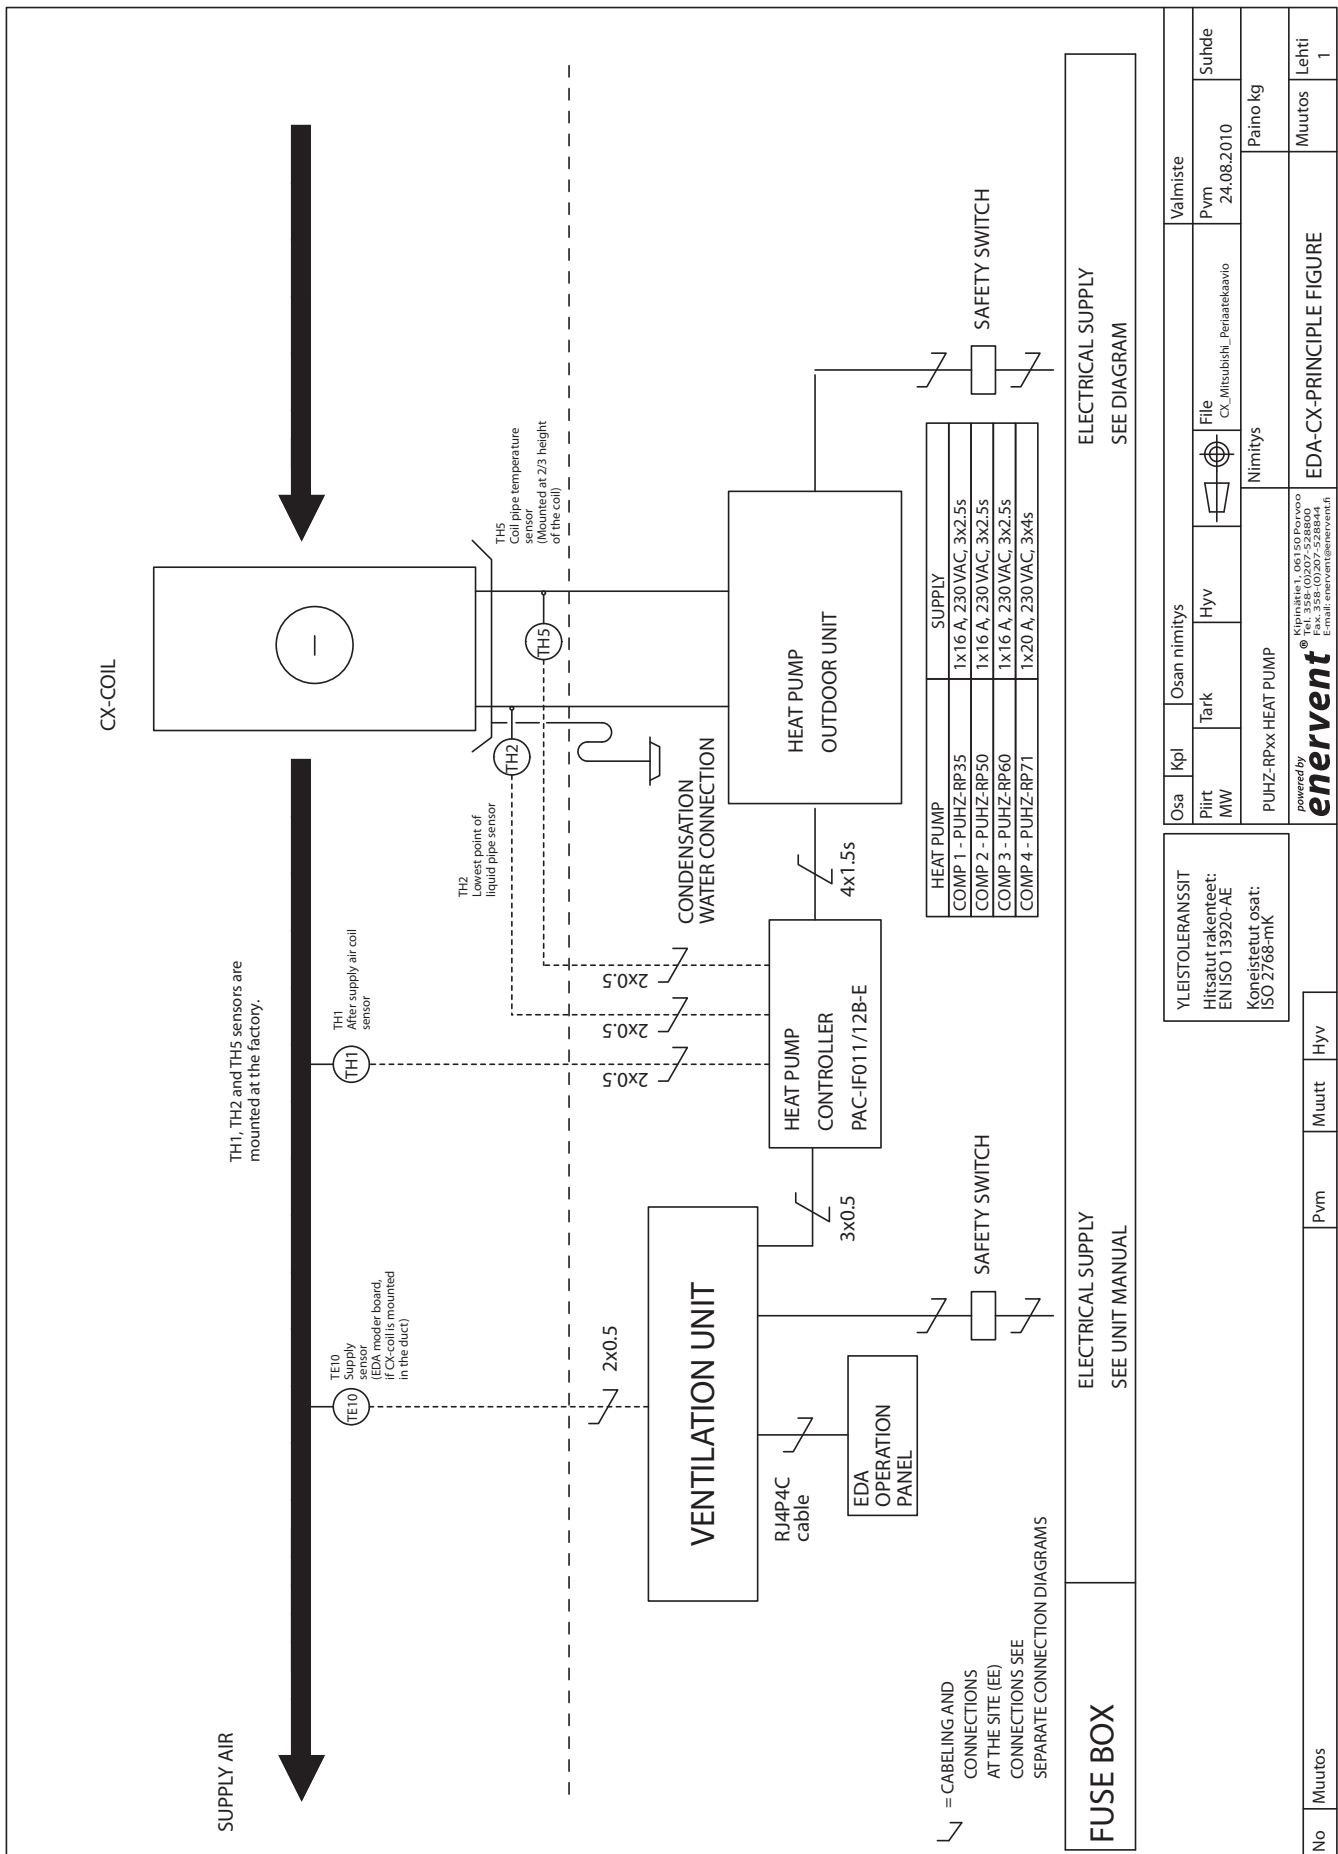 CX-COIL
SUPPLY AIR
TH1, TH2 and TH5 sensors are
mounted at the factory.
TE10
Supply
sensor
(EDA moder board,
if CX-coil is mounted
in the duct)
TE10
TH1
After supply air coil
sensor
TH1
TH2
Lowest point of
liquid pipe sensor
TH2
TH5
Coil pipe temperature
sensor
(Mounted at 2/3 height
of the coil)
TH5
2x0.5
2x0.5
2x0.5
2x0.5
CONDENSATION
WATER CONNECTION
VENTILATION UNIT
3x0.5
HEAT PUMP
CONTROLLER
PAC-IF011/12B-E
4x1.5s
HEAT PUMP
OUTDOOR UNIT
RJ4P4C
cable
EDA
OPERATION
PANEL
SAFETY SWITCH
SAFETY SWITCH
HEAT PUMP SUPPLY
COMP 1 - PUHZ-RP35 1x16 A, 230 VAC, 3x2.5s
COMP 2 - PUHZ-RP50 1x16 A, 230 VAC, 3x2.5s
COMP 3 - PUHZ-RP60 1x16 A, 230 VAC, 3x2.5s
COMP 4 - PUHZ-RP71 1x20 A, 230 VAC, 3x4s
= CABELING AND
CONNECTIONS
AT THE SITE (EE)
CONNECTIONS SEE
SEPARATE CONNECTION DIAGRAMS
FUSE BOX
ELECTRICAL SUPPLY
SEE UNIT MANUAL
ELECTRICAL SUPPLY
SEE DIAGRAM
YLEISTOLERANSSIT
Hitsatut rakenteet:
EN ISO 13920-AE
Koneistetut osat:
ISO 2768-mK
Osa Kpl Osan nimitys Valmiste
Piirt Tark Hyv File Pvm Suhde
MW CX_Mitsubishi_Periaatekaavio 24.08.2010
PUHZ-RPxx HEAT PUMP
Nimitys
Paino kg
powered by
enervent®
Kipinätie 1, 06150 Porvoo
Tel. 358-(0)207-528800
Fax. 358-(0)207-528844
E-mail: enervent@enervent.fi
EDA-CX-PRINCIPLE FIGURE
Muutos Lehti
1
No Muutos Pvm Muutt Hyv